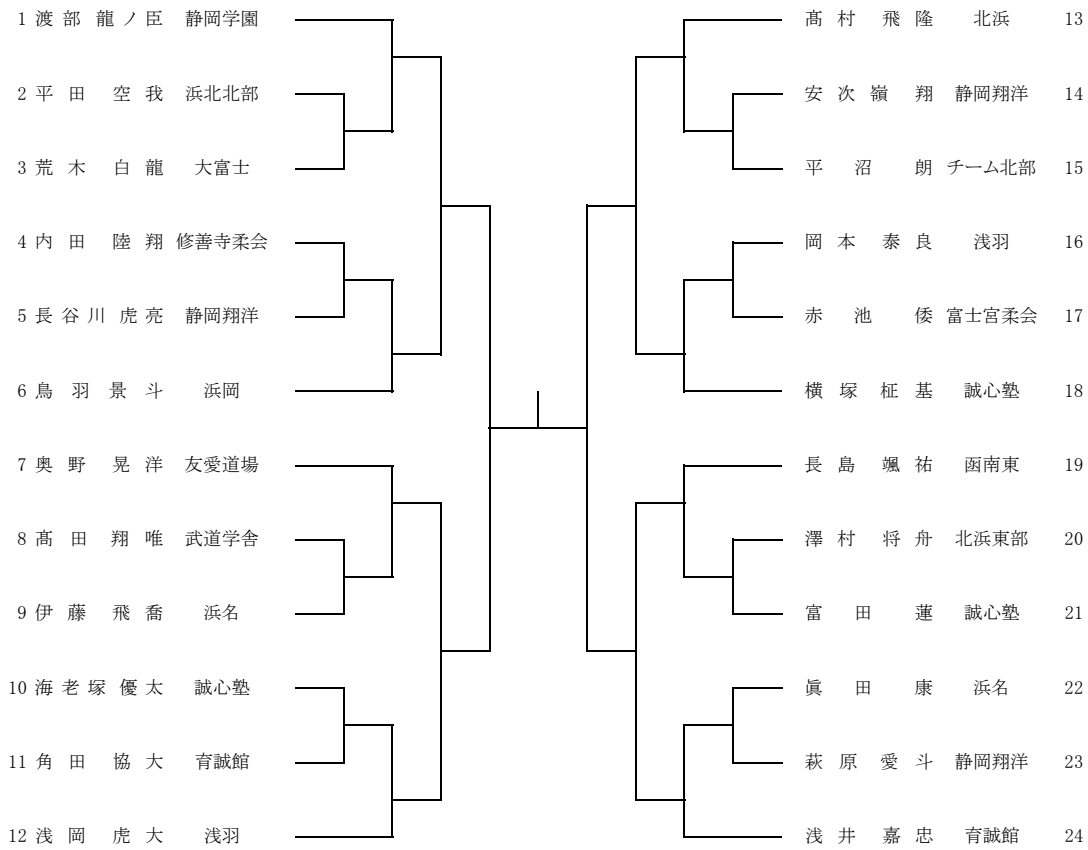 1 渡部 龍ノ臣 静岡学園
2 平田 空我 浜北北部
3 荒木 白龍 大富士
4 内田 陸翔 修善寺柔会
5 長谷川虎亮 静岡翔洋
6 鳥羽景斗 浜岡
7 奥野 晃洋 友愛道場
8 髙田 翔唯 武道学舎
9 伊藤 飛喬 浜名
10 海老塚優太 誠心塾
11 角田 協大 育誠館
12 浅岡 虎大 浅羽
髙村 飛隆 北浜 13
安次嶺 翔 静岡翔洋 14
平沼 朗 チーム北部 15
岡本 泰良 浅羽 16
赤池 倭 富士宮柔会 17
横塚 柾基 誠心塾 18
長島 颯祐 函南東 19
澤村 将舟 北浜東部 20
富田 蓮 誠心塾 21
眞田 康 浜名 22
萩原 愛斗 静岡翔洋 23
浅井 嘉忠 育誠館 24